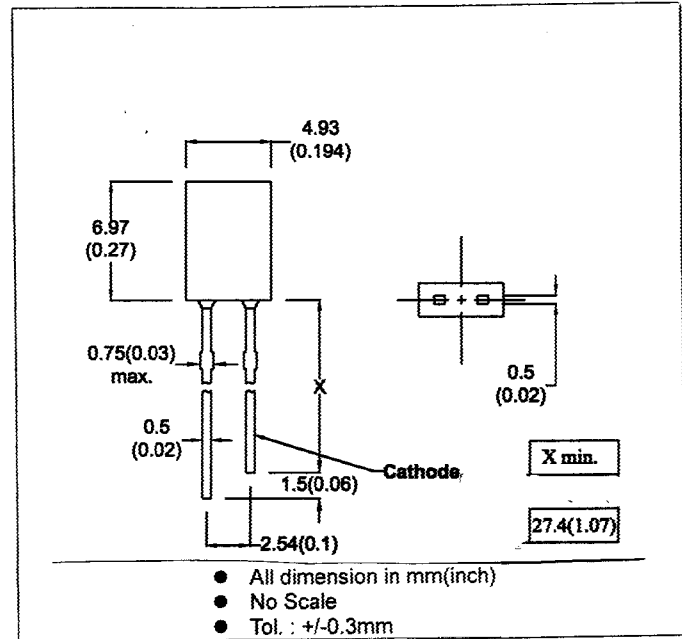 4.93
(0.194)
6.97
(0.27)
0.75(0.03)
max.
X
0.5
(0.02)
0.5
(0.02)
Cathode
X min.
1.5(0.06)
27.4(1.07)
2.54(0.1)
● All dimension in mm(inch)
● No Scale
● Tol. : +/-0.3mm